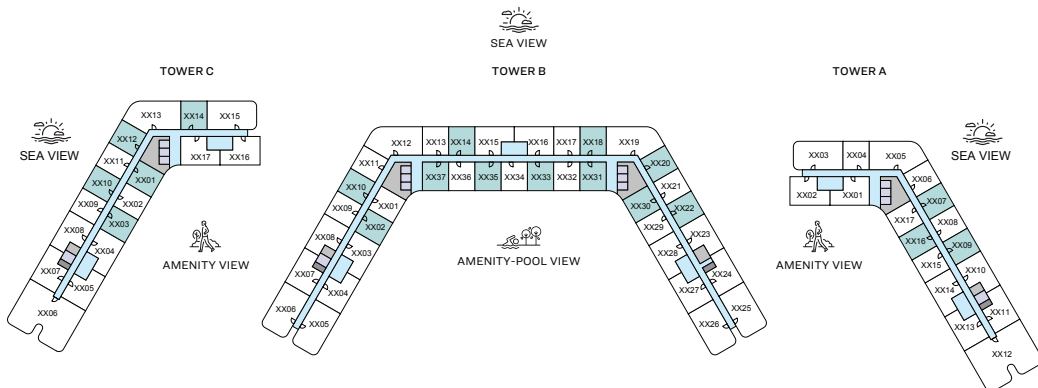 SEA VIEW
TOWER C
TOWER B
TOWER A
SEA VIEW
SEA VIEW
AMENITY VIEW
AMENITY-POOL VIEW
AMENITY VIEW
XX13
XX14
XX15
XX12
XX11
XX17
XX16
XX10
XX01
XX09
XX02
XX08
XX03
XX07
XX04
XX05
XX06
XX12
XX13
XX14
XX15
XX16
XX17
XX18
XX19
XX11
XX37
XX36
XX35
XX34
XX33
XX32
XX31
XX20
XX10
XX01
XX30
XX21
XX09
XX02
XX29
XX22
XX08
XX03
XX28
XX23
XX07
XX04
XX27
XX24
XX06
XX05
XX26
XX25
XX03
XX04
XX05
XX02
XX01
XX06
XX17
XX07
XX16
XX08
XX15
XX09
XX14
XX10
XX13
XX11
XX12